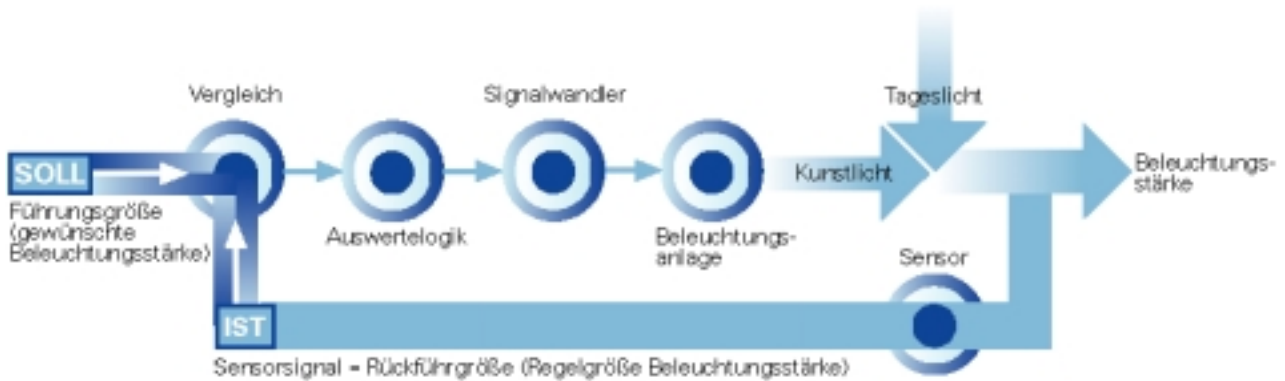 Vergleich
Signalwandler
Tageslicht
SOLL
Kunstlicht
Beleuchtungs-
stärke
Führungsgröße
(gewünschte
Beleuchtungsstärke)
Auswertelogik
Beleuchtungs-
anlage
Sensor
IST
Sensorsignal = Rückführgröße (Regelgröße Beleuchtungsstärke)